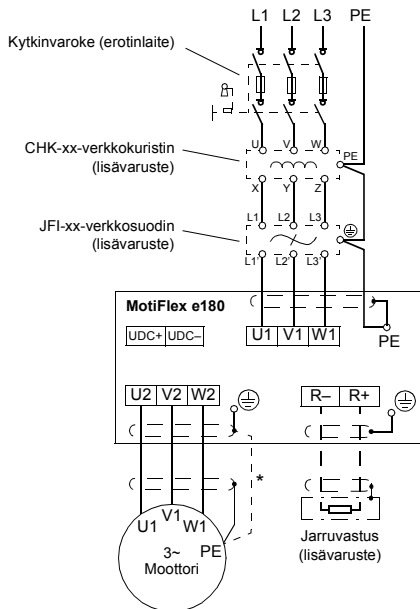 L1 L2 L3 PE
Kytkinvaroke (erotinlaite)
U V W
CHK-xx-verkkokuristin
(lisävaruste)
PE
X Y Z
L1 L2 L3
JFI-xx-verkkosuodin
(lisävaruste)
L1' L2' L3'
MotiFlex e180
UDC+ UDC–
U1 V1 W1
PE
U2 V2 W2
R– R+
*
U1 V1 W1
PE
3~
Moottori
Jarruvastus
(lisävaruste)